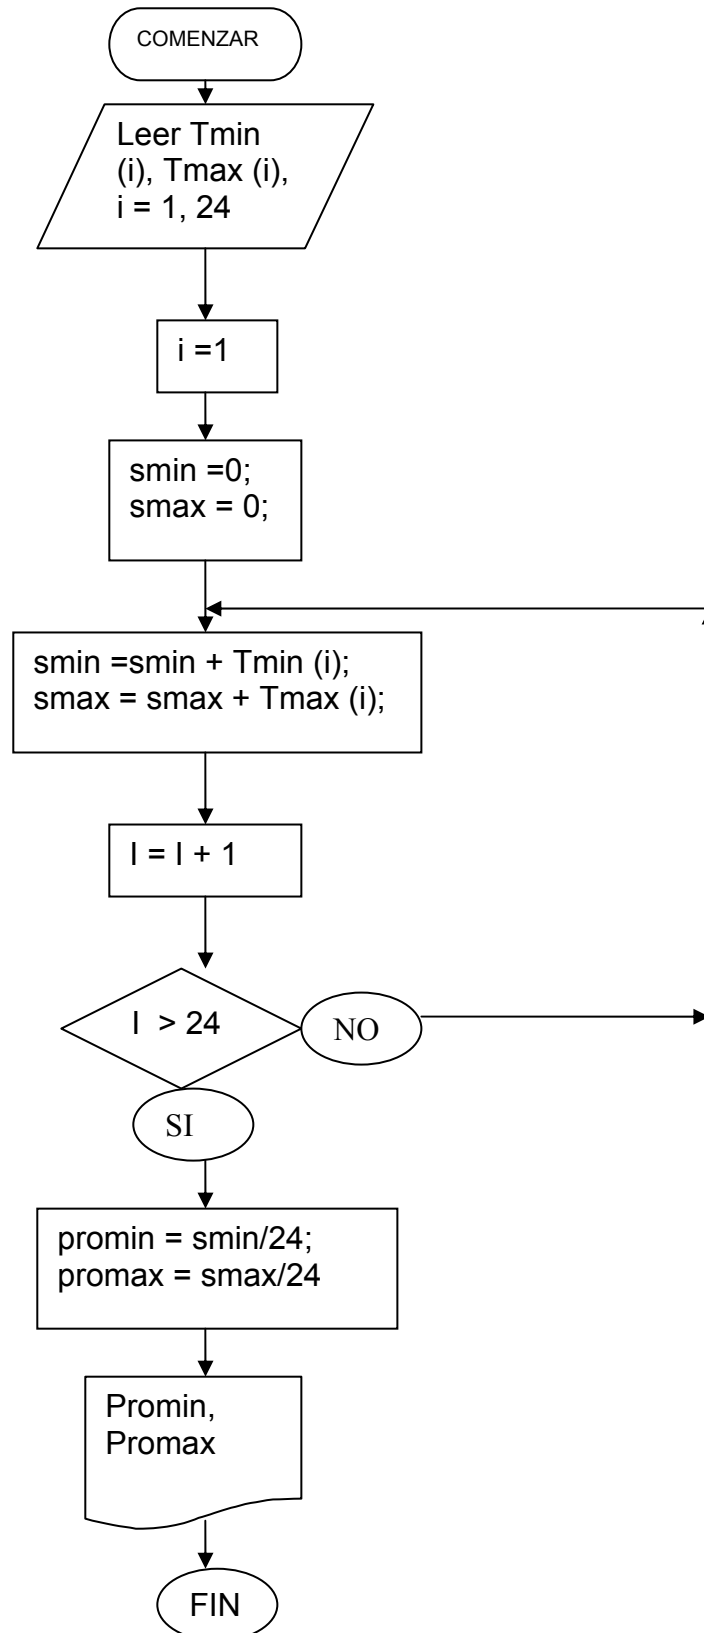 COMENZAR
Leer Tmin
(i), Tmax (i),
i = 1, 24
i =1
smin =0;
smax = 0;
smin =smin + Tmin (i);
smax = smax + Tmax (i);
I = I + 1
I  > 24
NO
SI
promin = smin/24;
promax = smax/24
Promin,
Promax
FIN